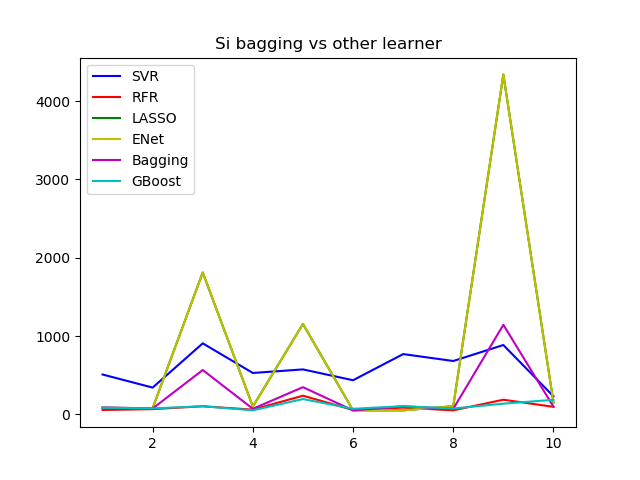 Si bagging vs other learner
SVR
RFR
LASSO
ENet
Bagging
GBoost
4000
3000
2000
1000
0
2
4
6
8
10